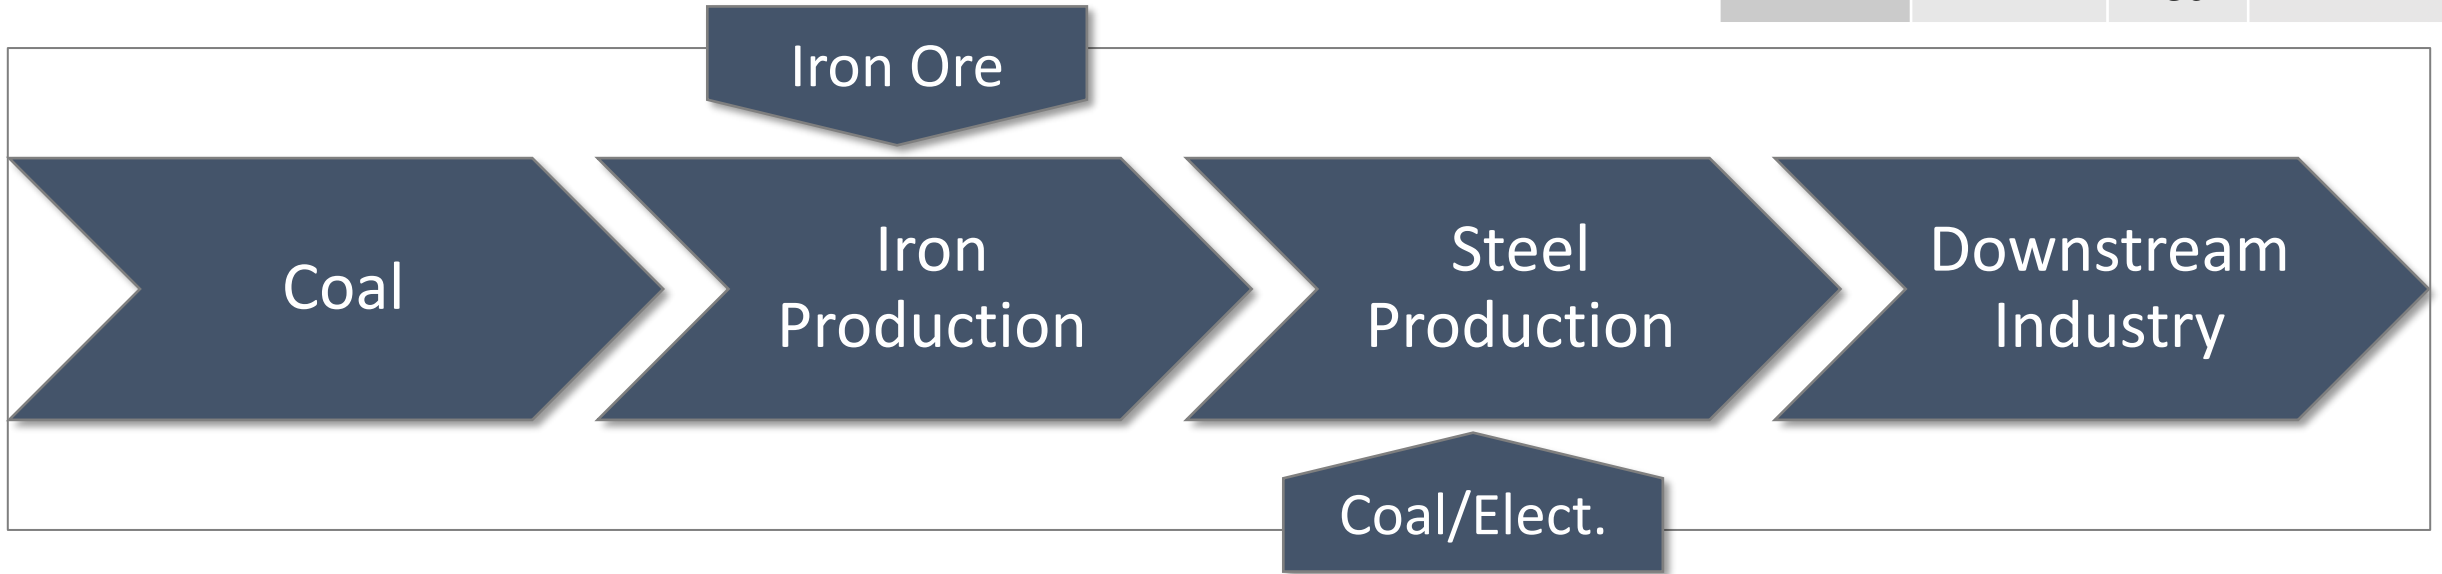 Iron Ore
Coal
Iron
Production
Steel
Production
Downstream
Industry
Coal/Elect.